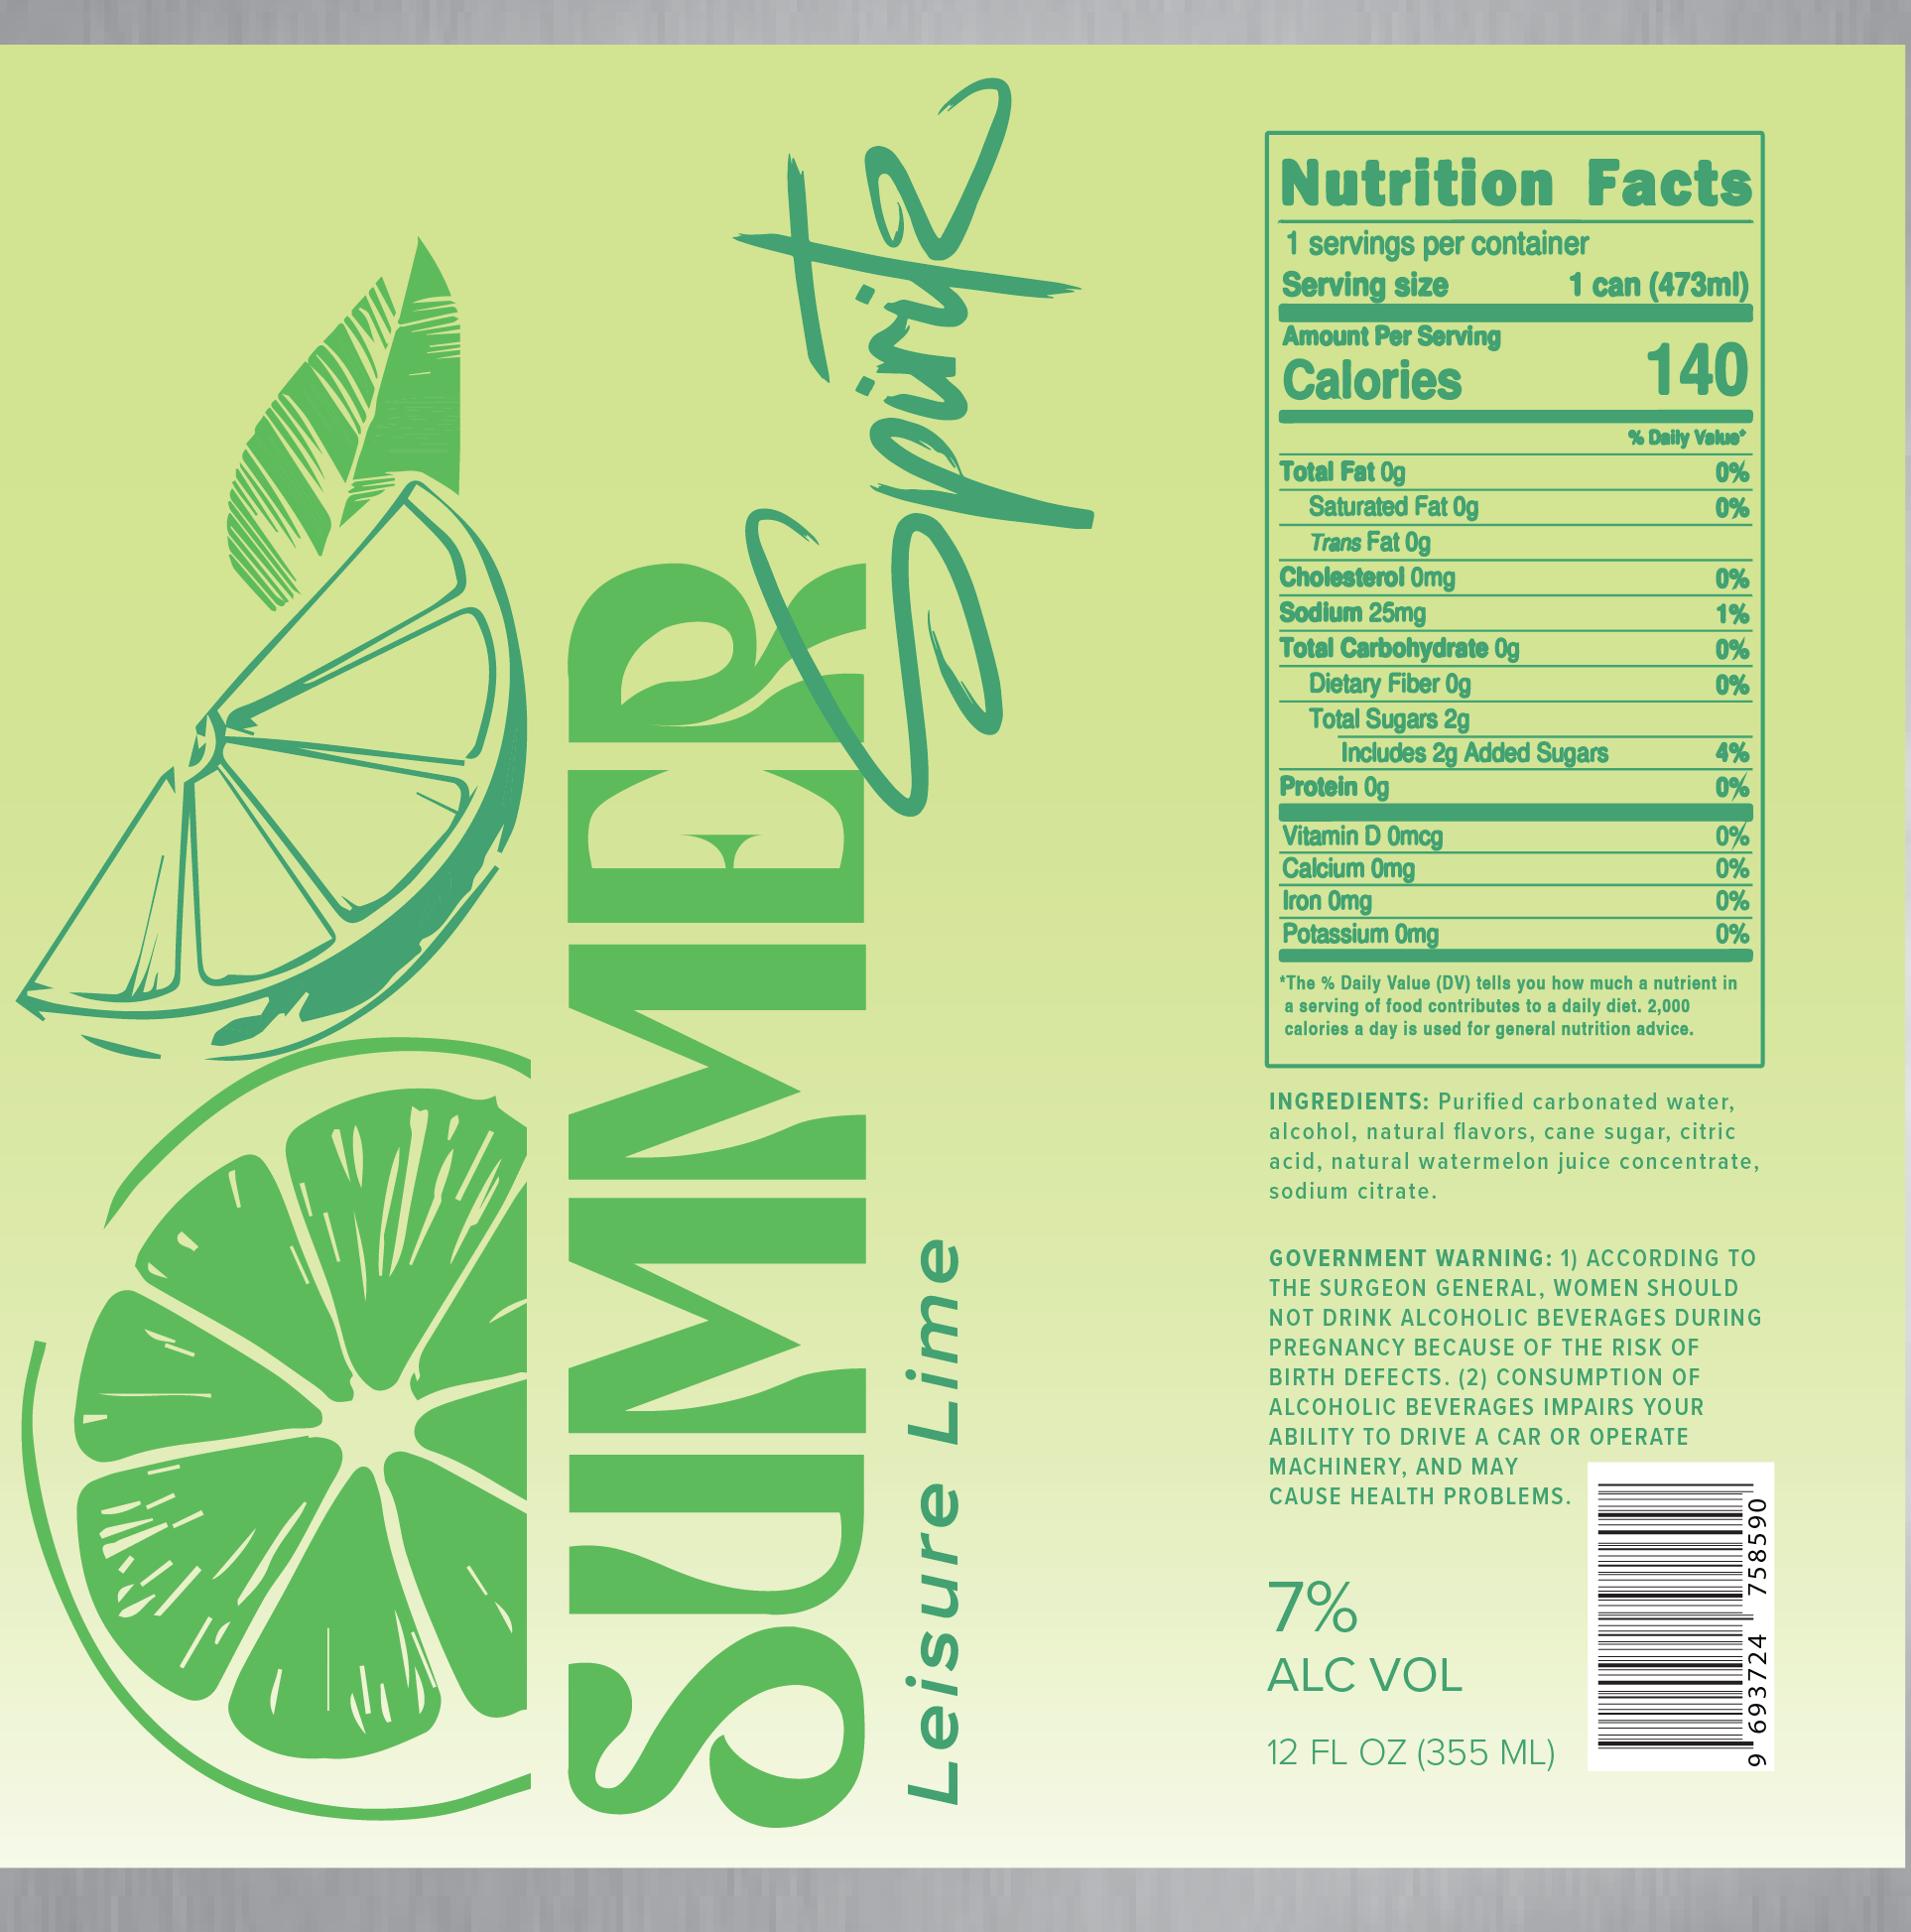 SUMMER
Spritz
Leisure Lime
Nutrition Facts
1 servings per container
Serving size 1 can (473ml)
Amount Per Serving
Calories 140
% Daily Value*
Total Fat 0g 0%
Saturated Fat 0g 0%
Trans Fat 0g
Cholesterol 0mg 0%
Sodium 25mg 1%
Total Carbohydrate 0g 0%
Dietary Fiber 0g 0%
Total Sugars 2g
Includes 2g Added Sugars 4%
Protein 0g 0%
Vitamin D 0mcg 0%
Calcium 0mg 0%
Iron 0mg 0%
Potassium 0mg 0%
*The % Daily Value (DV) tells you how much a nutrient in
a serving of food contributes to a daily diet. 2,000
calories a day is used for general nutrition advice.
INGREDIENTS: Purified carbonated water,
alcohol, natural flavors, cane sugar, citric
acid, natural watermelon juice concentrate,
sodium citrate.
GOVERNMENT WARNING: 1) ACCORDING TO
THE SURGEON GENERAL, WOMEN SHOULD
NOT DRINK ALCOHOLIC BEVERAGES DURING
PREGNANCY BECAUSE OF THE RISK OF
BIRTH DEFECTS. (2) CONSUMPTION OF
ALCOHOLIC BEVERAGES IMPAIRS YOUR
ABILITY TO DRIVE A CAR OR OPERATE
MACHINERY, AND MAY
CAUSE HEALTH PROBLEMS.
7%
ALC VOL
12 FL OZ (355 ML)
9 693724 758590